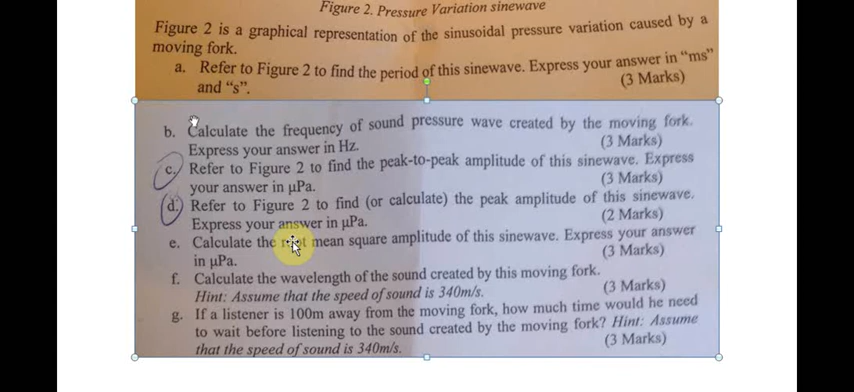 Figure 2. Pressure Variation sinewave
Figure 2 is a graphical representation of the sinusoidal pressure variation caused by a
moving fork.
a. Refer to Figure 2 to find the period of this sinewave. Express your answer in “ms”
and “s”. (3 Marks)
b. Calculate the frequency of sound pressure wave created by the moving fork.
Express your answer in Hz. (3 Marks)
c. Refer to Figure 2 to find the peak-to-peak amplitude of this sinewave. Express
your answer in μPa. (3 Marks)
d. Refer to Figure 2 to find (or calculate) the peak amplitude of this sinewave.
Express your answer in μPa. (2 Marks)
e. Calculate the root mean square amplitude of this sinewave. Express your answer
in μPa. (3 Marks)
f. Calculate the wavelength of the sound created by this moving fork.
Hint: Assume that the speed of sound is 340m/s. (3 Marks)
g. If a listener is 100m away from the moving fork, how much time would he need
to wait before listening to the sound created by the moving fork? Hint: Assume
that the speed of sound is 340m/s. (3 Marks)